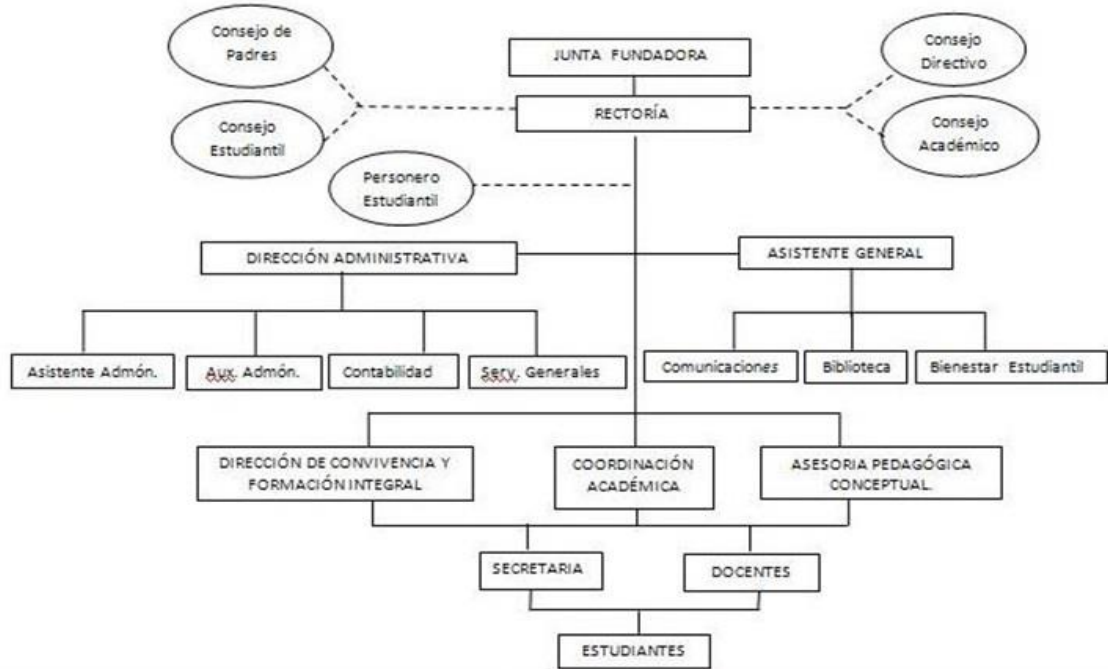 Consejo de
Padres
JUNTA FUNDADORA
Consejo
Directivo
RECTORÍA
Consejo
Estudiantil
Consejo
Académico
Personero
Estudiantil
DIRECCIÓN ADMINISTRATIVA
ASISTENTE GENERAL
Asistente Admón.
Aux. Admón.
Contabilidad
Serv. Generales
Comunicaciones
Biblioteca
Bienestar Estudiantil
DIRECCIÓN DE CONVIVENCIA Y
FORMACIÓN INTEGRAL
COORDINACIÓN
ACADÉMICA
ASESORIA PEDAGÓGICA
CONCEPTUAL.
SECRETARIA
DOCENTES
ESTUDIANTES